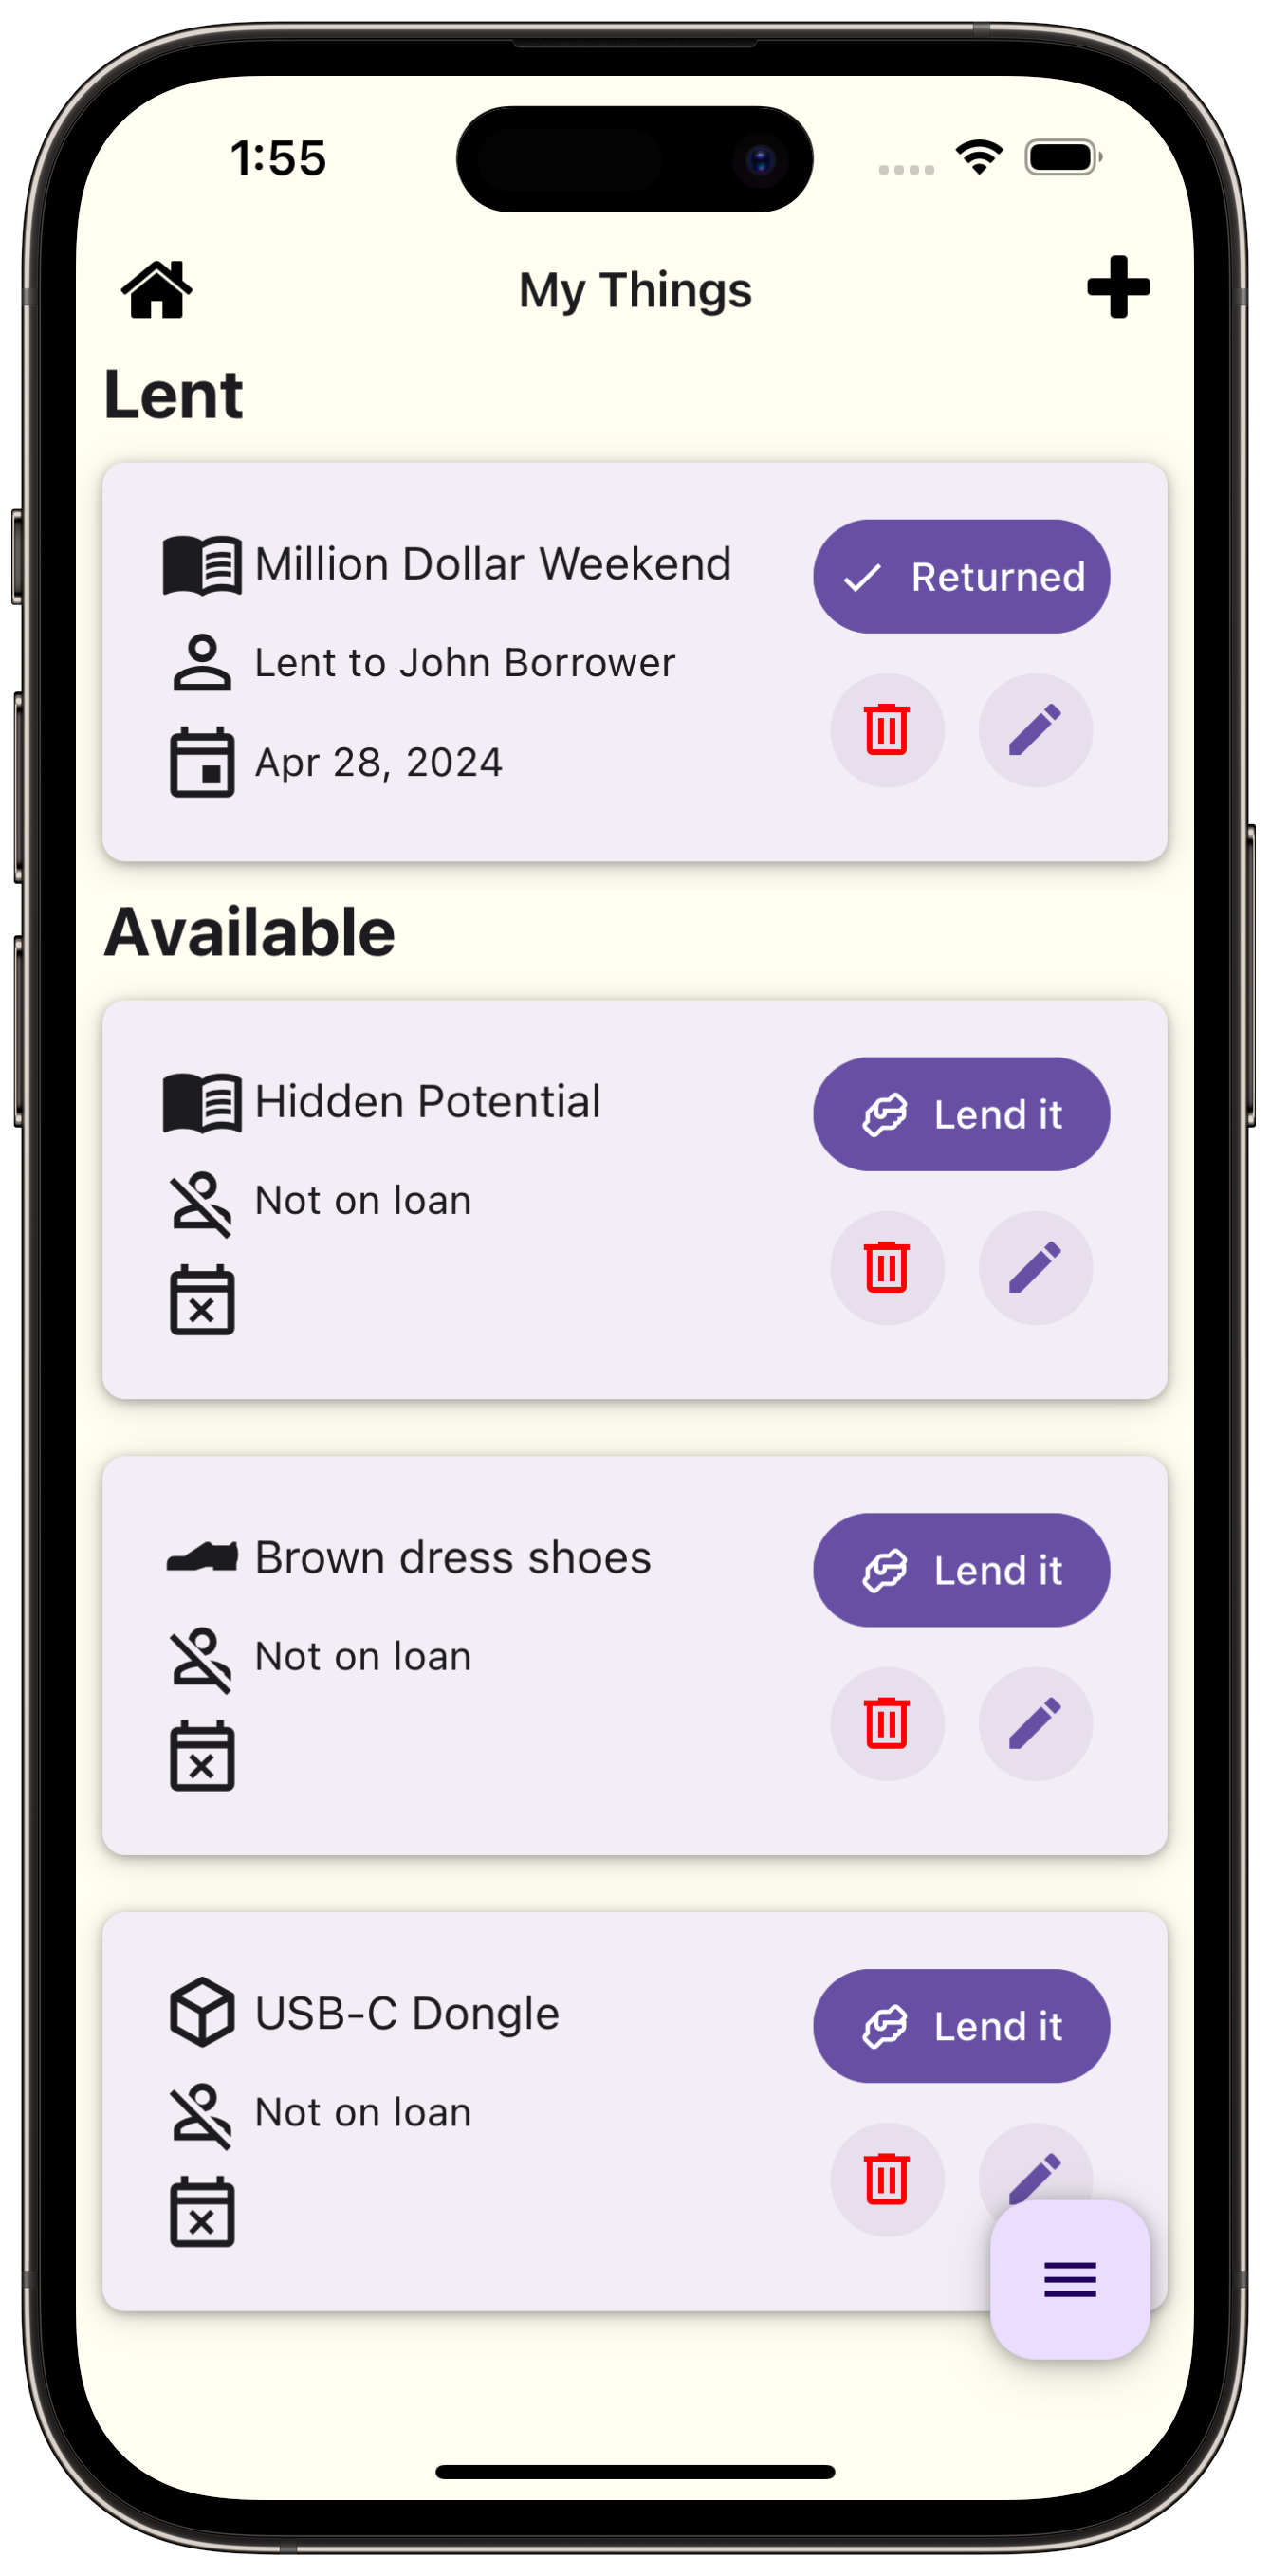 1:55
My Things
Lent
Million Dollar Weekend
Returned
Lent to John Borrower
Apr 28, 2024
Available
Hidden Potential
Lend it
Not on loan
Brown dress shoes
Lend it
Not on loan
USB-C Dongle
Lend it
Not on loan